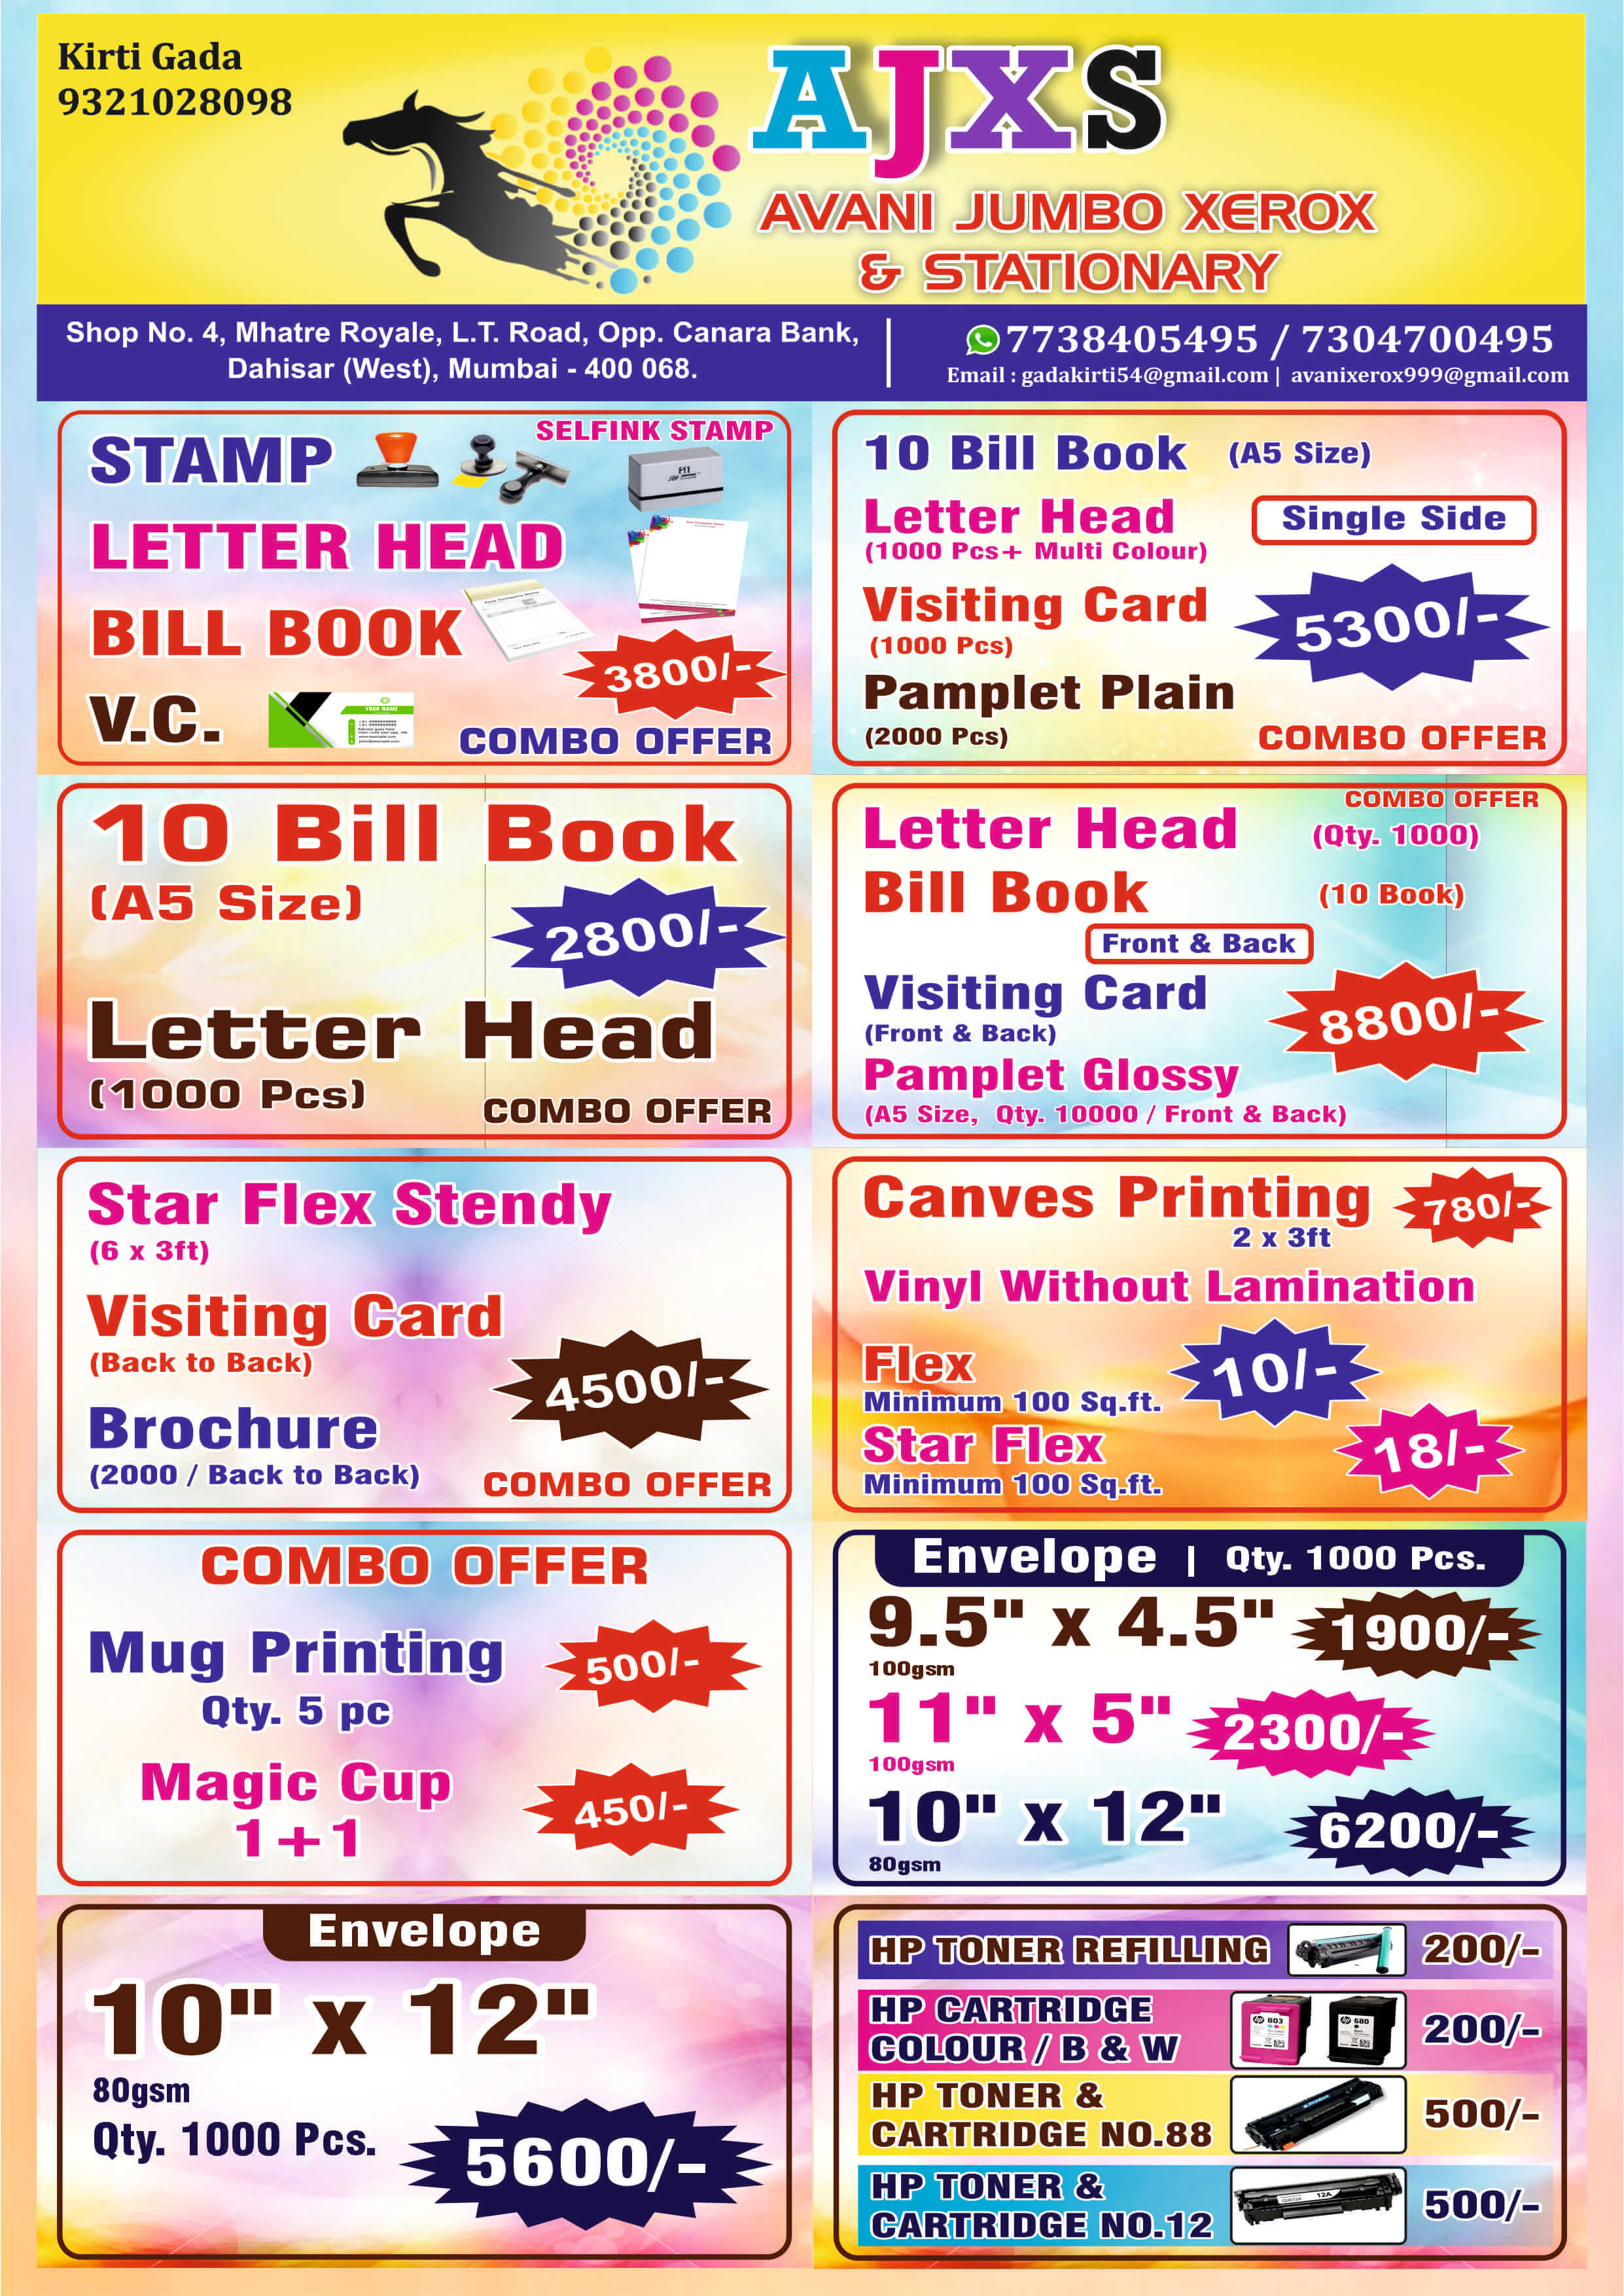 Kirti Gada
9321028098
AJXS
AVANI JUMBO XEROX
& STATIONARY
Shop No. 4, Mhatre Royale, L.T. Road, Opp. Canara Bank,
Dahisar (West), Mumbai - 400 068.
7738405495 / 7304700495
Email : gadakirti54@gmail.com | avanixerox999@gmail.com
STAMP
SELFINK STAMP
LETTER HEAD
BILL BOOK
3800/-
V.C.
YOUR NAME
COMBO OFFER
10 Bill Book (A5 Size)
Letter Head
(1000 Pcs+ Multi Colour)
Single Side
Visiting Card
(1000 Pcs)
5300/-
Pamplet Plain
(2000 Pcs)
COMBO OFFER
10 Bill Book
(A5 Size)
2800/-
Letter Head
(1000 Pcs)
COMBO OFFER
COMBO OFFER
Letter Head (Qty. 1000)
Bill Book (10 Book)
Front & Back
Visiting Card
(Front & Back)
8800/-
Pamplet Glossy
(A5 Size, Qty. 10000 / Front & Back)
Star Flex Stendy
(6 x 3ft)
Visiting Card
(Back to Back)
4500/-
Brochure
(2000 / Back to Back)
COMBO OFFER
Canves Printing 780/-
2 x 3ft
Vinyl Without Lamination
Flex
Minimum 100 Sq.ft.
10/-
Star Flex
Minimum 100 Sq.ft.
18/-
COMBO OFFER
Mug Printing 500/-
Qty. 5 pc
Magic Cup 450/-
1+1
Envelope | Qty. 1000 Pcs.
9.5" x 4.5" 1900/-
100gsm
11" x 5" 2300/-
100gsm
10" x 12" 6200/-
80gsm
Envelope
10" x 12"
80gsm
Qty. 1000 Pcs.
5600/-
HP TONER REFILLING 200/-
HP CARTRIDGE
COLOUR / B & W
803
680
200/-
HP TONER &
CARTRIDGE NO.88
500/-
HP TONER &
CARTRIDGE NO.12
12A
500/-